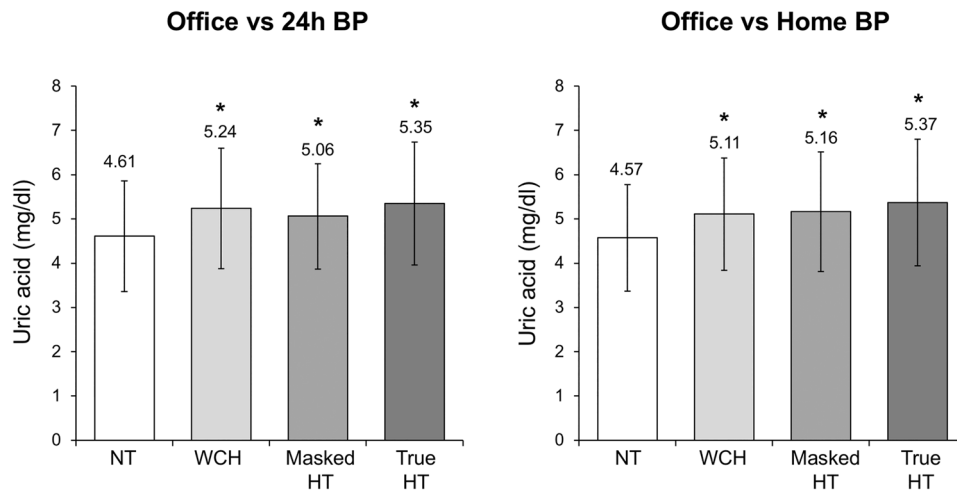 Office vs 24h BP
Uric acid (mg/dl)
8
7
6
5
4
3
2
1
0
4.61
*
5.24
*
5.06
*
5.35
NT
WCH
Masked
HT
True
HT
Office vs Home BP
Uric acid (mg/dl)
8
7
6
5
4
3
2
1
0
4.57
*
5.11
*
5.16
*
5.37
NT
WCH
Masked
HT
True
HT